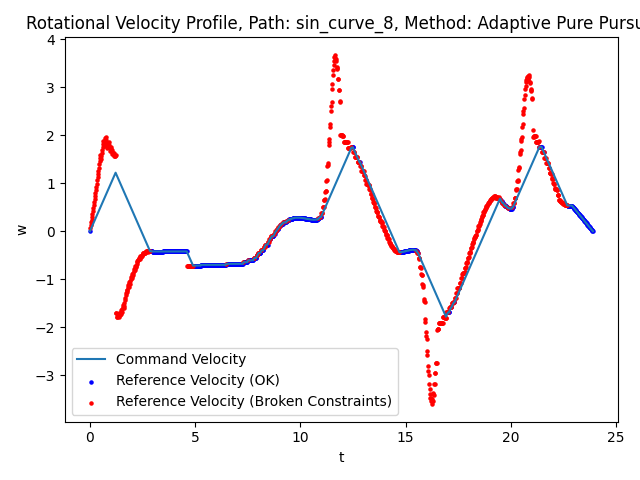 Rotational Velocity Profile, Path: sin_curve_8, Method: Adaptive Pure Pursu
4
3
2
1
0
−1
−2
−3
w
Command Velocity
Reference Velocity (OK)
Reference Velocity (Broken Constraints)
0 5 10 15 20 25
t